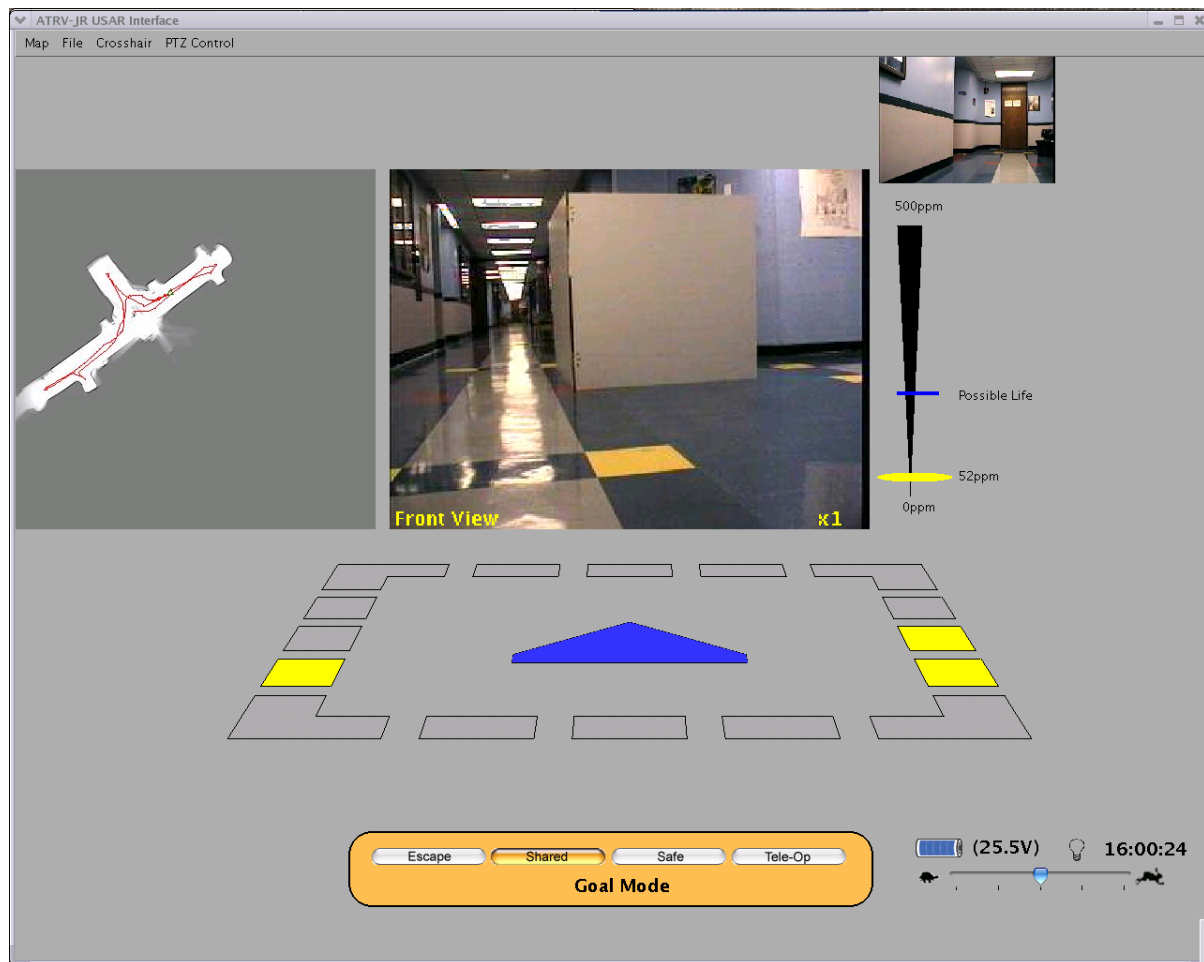 ATRV-JR USAR Interface
Map File Crosshair PTZ Control
500ppm
Possible Life
52ppm
0ppm
Front View x1
Escape Shared Safe Tele-Op
Goal Mode
(25.5V) 16:00:24